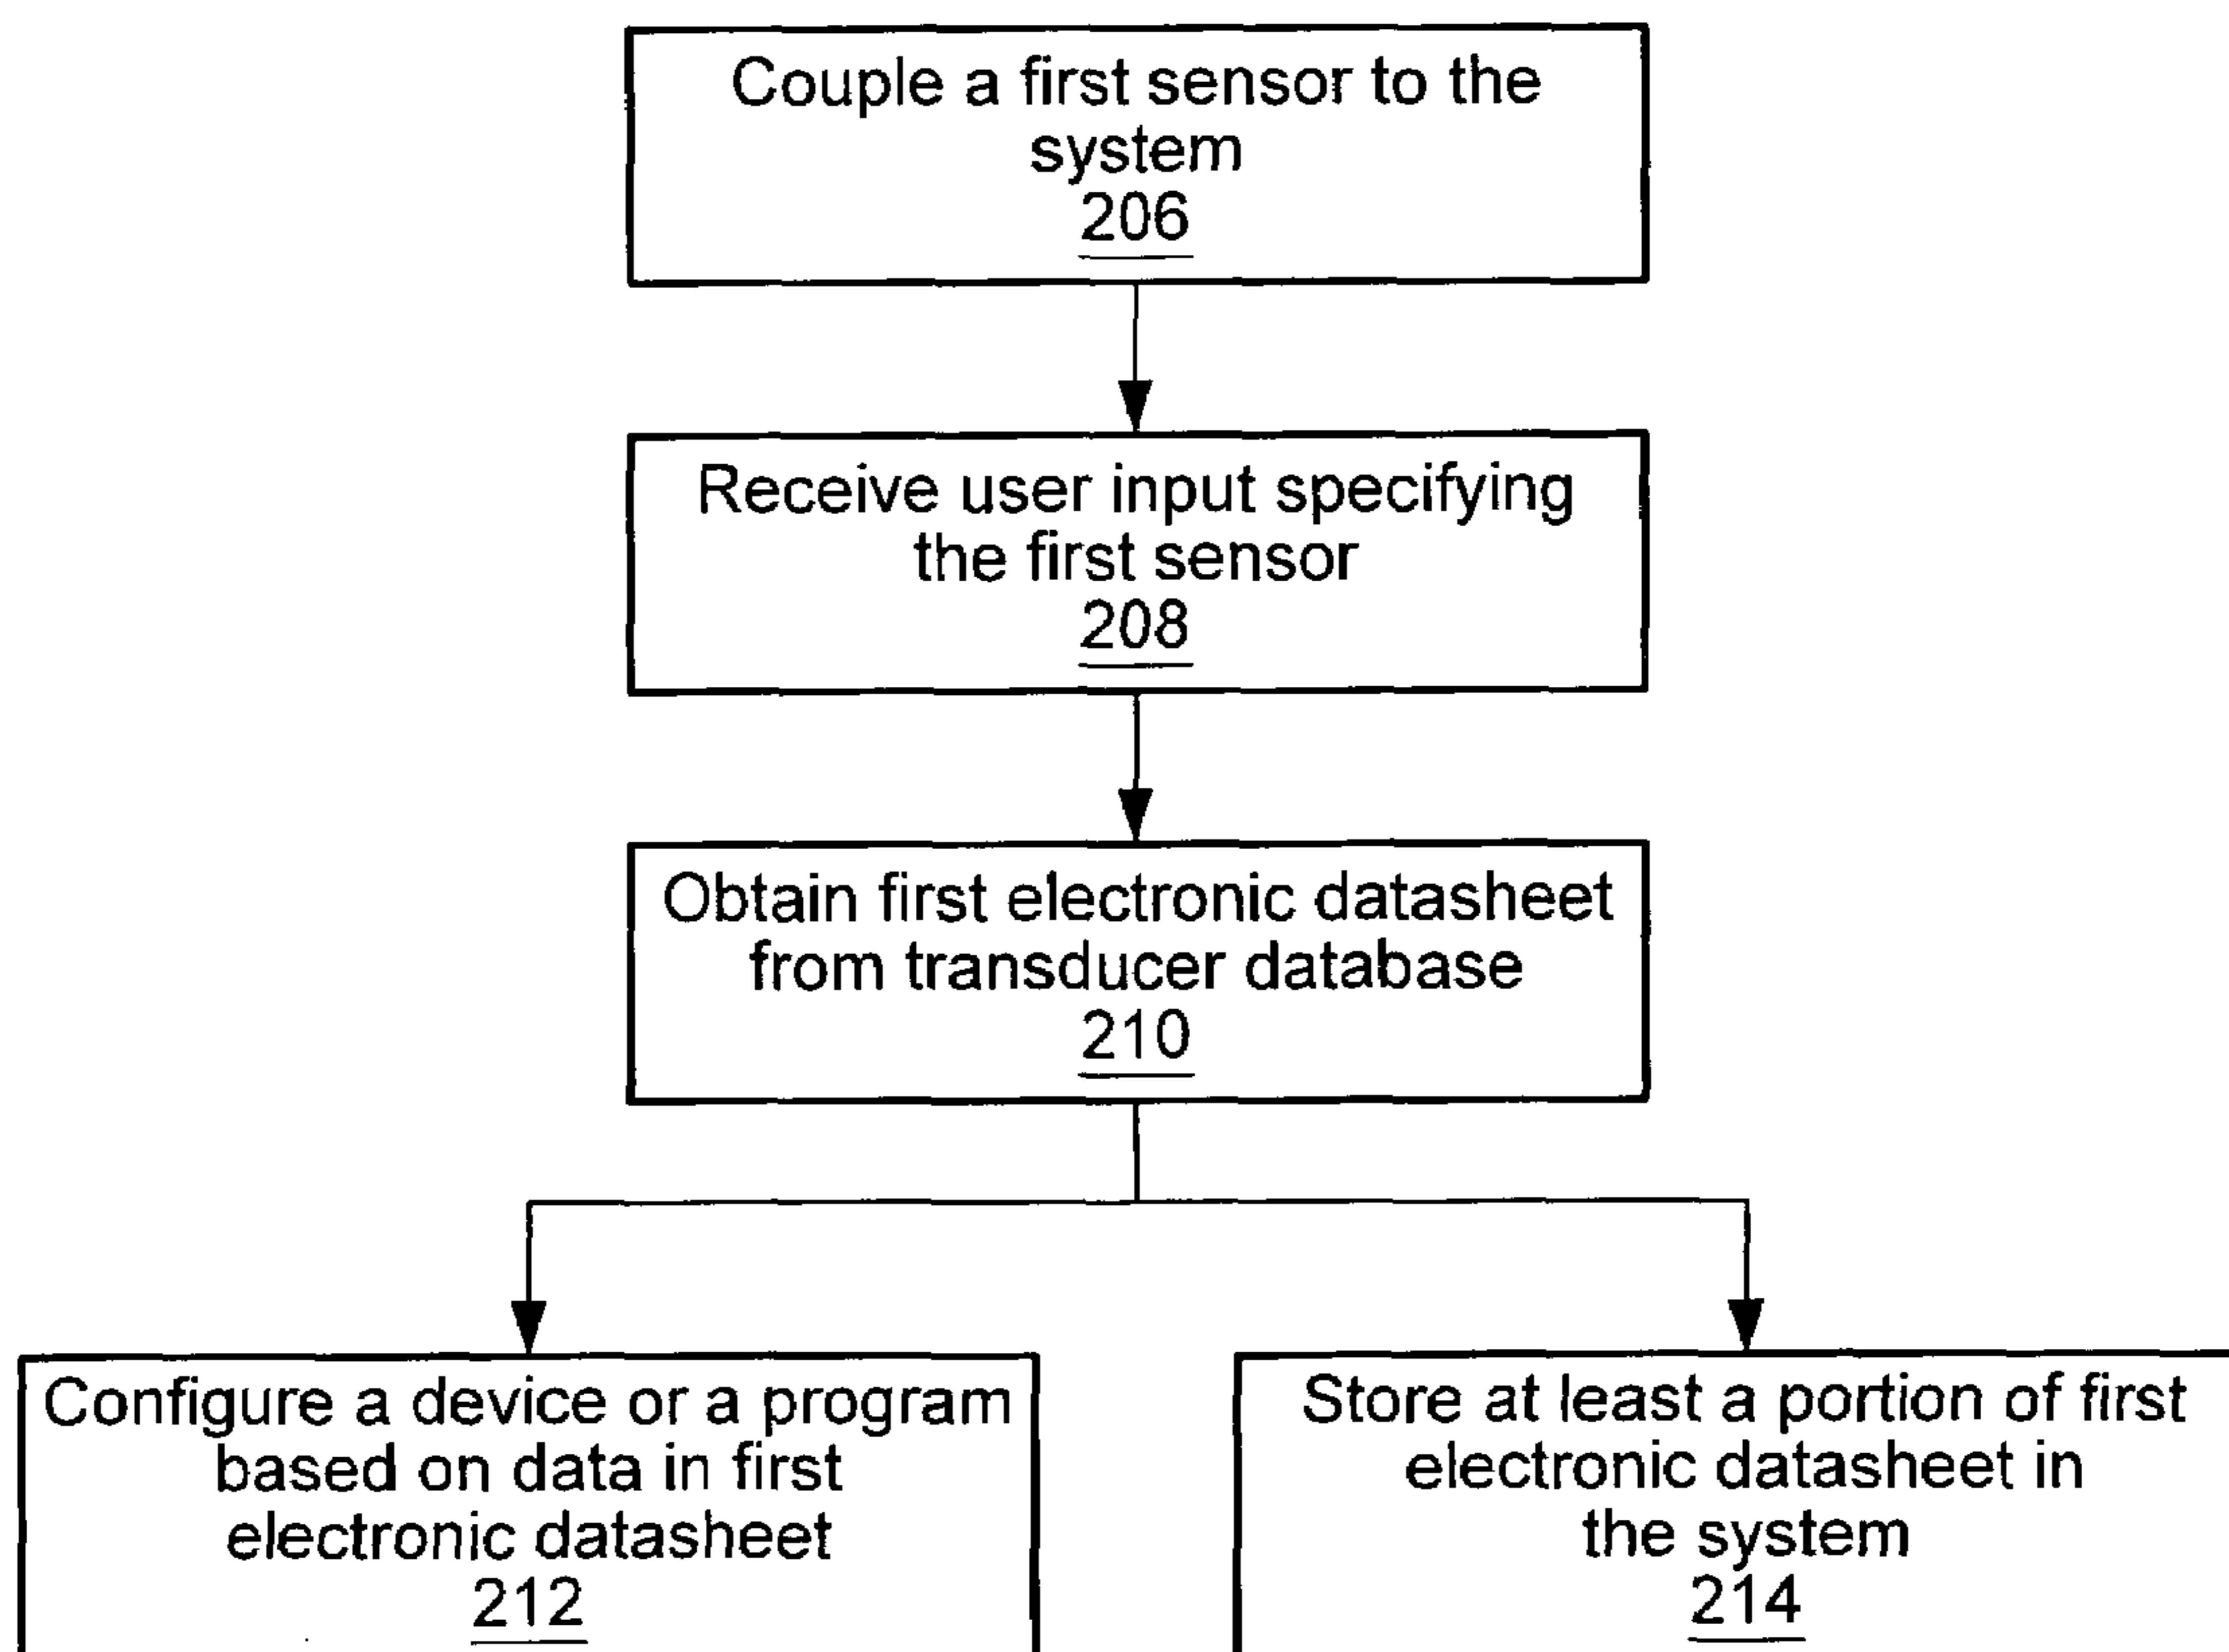 Couple a first sensor to the
system
206
Receive user input specifying
the first sensor
208
Obtain first electronic datasheet
from transducer database
210
Configure a device or a program
based on data in first
electronic datasheet
212
Store at least a portion of first
electronic datasheet in
the system
214